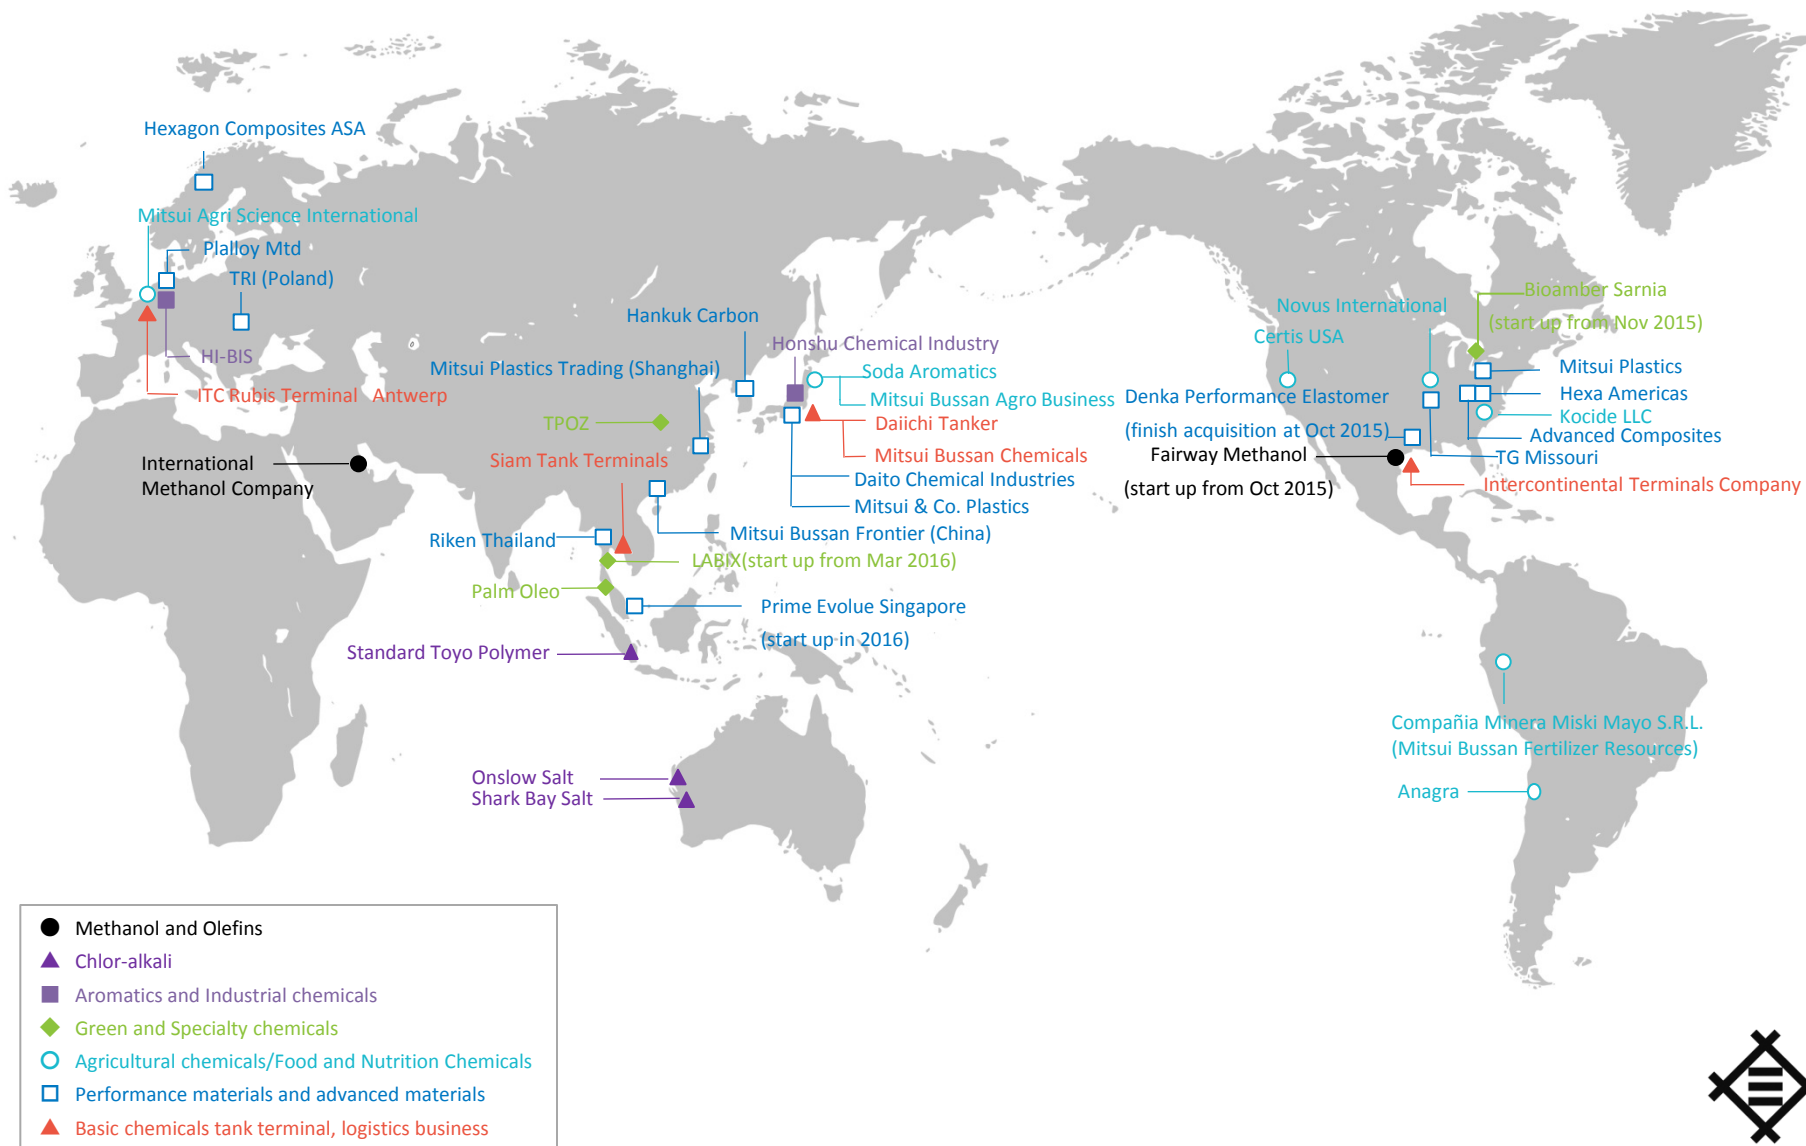 Hexagon Composites ASA
Mitsui Agri Science International
Plalloy Mtd
TRI (Poland)
HI-BIS
ITC Rubis Terminal Antwerp
International
Methanol Company
Hankuk Carbon
Mitsui Plastics Trading (Shanghai)
TPOZ
Siam Tank Terminals
Riken Thailand
Palm Oleo
Standard Toyo Polymer
Onslow Salt
Shark Bay Salt
Honshu Chemical Industry
Soda Aromatics
Mitsui Bussan Agro Business
Daiichi Tanker
Mitsui Bussan Chemicals
Daito Chemical Industries
Mitsui & Co. Plastics
Mitsui Bussan Frontier (China)
LABIX(start up from Mar 2016)
Prime Evolue Singapore
(start up in 2016)
Novus International
Certis USA
Denka Performance Elastomer
(finish acquisition at Oct 2015)
Fairway Methanol
(start up from Oct 2015)
Bioamber Sarnia
(start up from Nov 2015)
Mitsui Plastics
Hexa Americas
Kocide LLC
Advanced Composites
TG Missouri
Intercontinental Terminals Company
Compañia Minera Miski Mayo S.R.L.
(Mitsui Bussan Fertilizer Resources)
Anagra
Methanol and Olefins
Chlor-alkali
Aromatics and Industrial chemicals
Green and Specialty chemicals
Agricultural chemicals/Food and Nutrition Chemicals
Performance materials and advanced materials
Basic chemicals tank terminal, logistics business